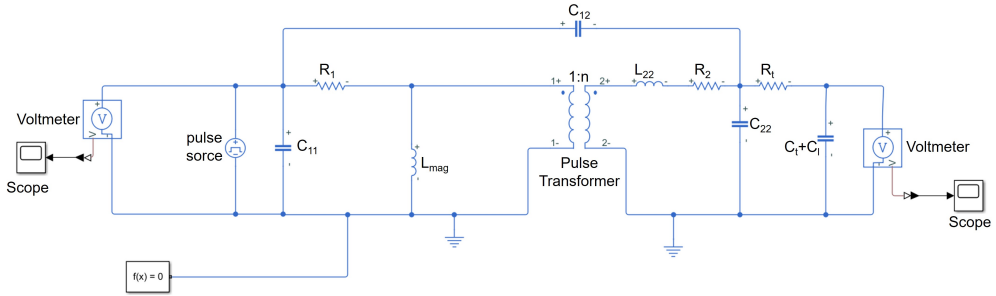 C12
+ -
R1
+ -
1+ 1:n 2+
L22
+ -
R2
+ -
Rt
+ -
Voltmeter
+
V
V
Scope
pulse
sorce
+
C11
-
+
Lmag
-
1-
2-
Pulse
Transformer
+
C22
-
+
Ct+Cl
-
+
V
V
Voltmeter
Scope
f(x) = 0